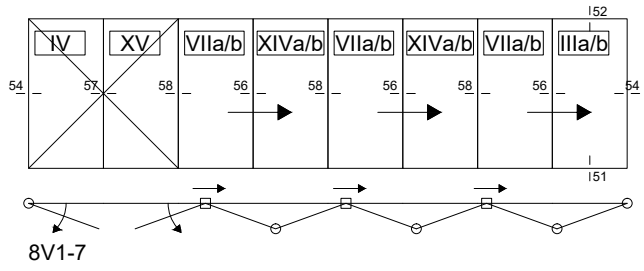 52
IV XV VIIa/b XIVa/b VIIa/b XIVa/b VIIa/b IIIa/b
54 57 58 56 58 56 58 56 54
51
8V1-7